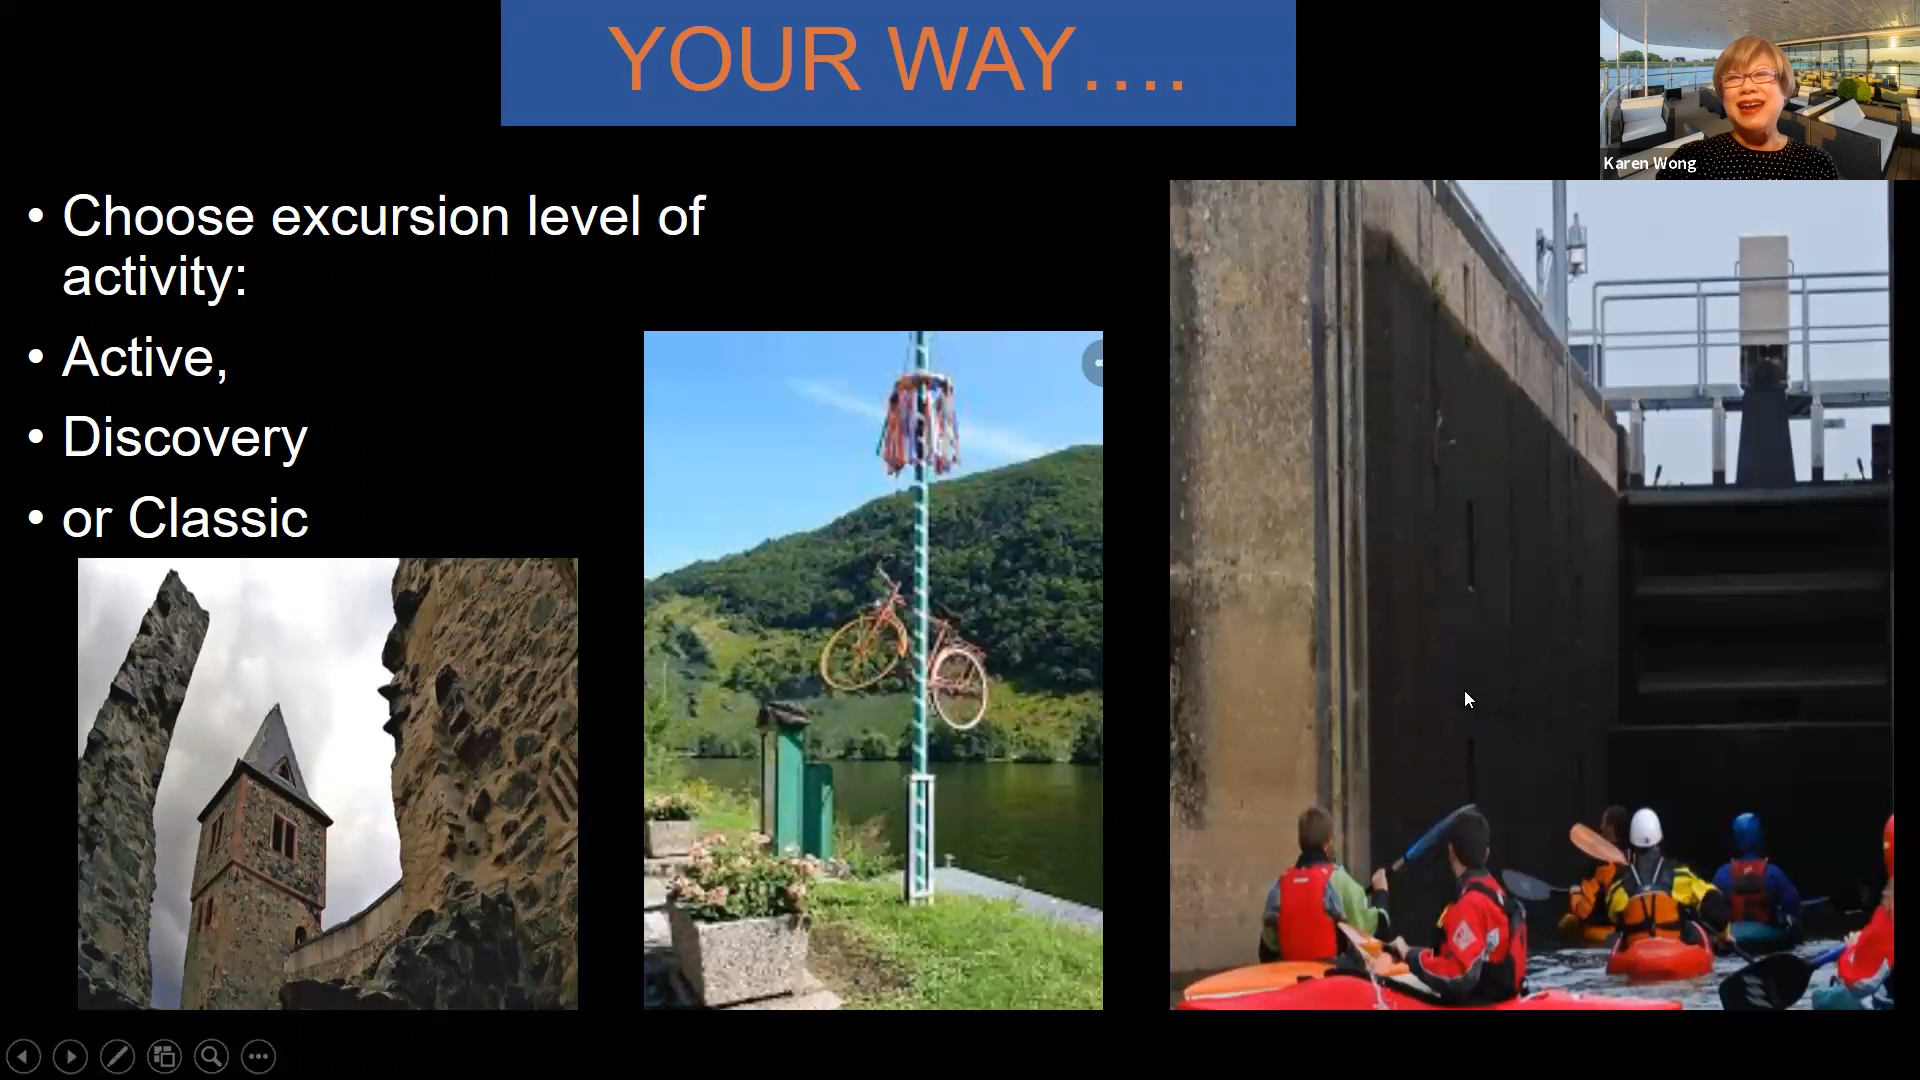 YOUR WAY....
Karen Wong
• Choose excursion level of
activity:
• Active,
• Discovery
• or Classic